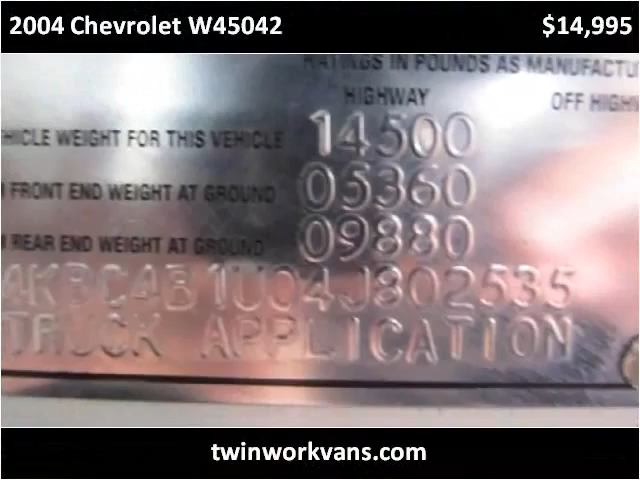 2004 Chevrolet W45042 $14,995
RATINGS IN POUNDS AS MANUFACTU
HIGHWAY OFF HIGH
EHICLE WEIGHT FOR THIS VEHICLE 14500
FRONT END WEIGHT AT GROUND 05360
REAR END WEIGHT AT GROUND 09880
4KBC4B1U04J802535
TRUCK APPLICATION
twinworkvans.com